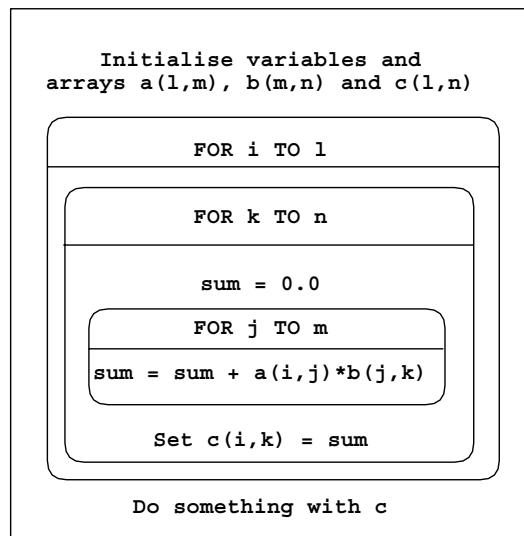 Initialise variables and
arrays a(l,m), b(m,n) and c(l,n)
FOR i TO l
FOR k TO n
sum = 0.0
FOR j TO m
sum = sum + a(i,j)*b(j,k)
Set c(i,k) = sum
Do something with c